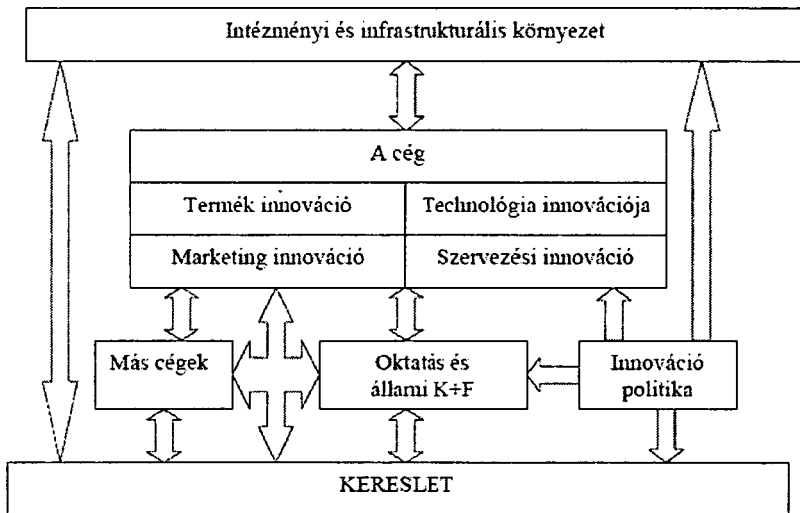 Intézményi és infrastrukturális környezet
A cég
Termék innováció
Technológia innovációja
Marketing innováció
Szervezési innováció
Más cégek
Oktatás és
állami K+F
Innováció
politika
KERESLET